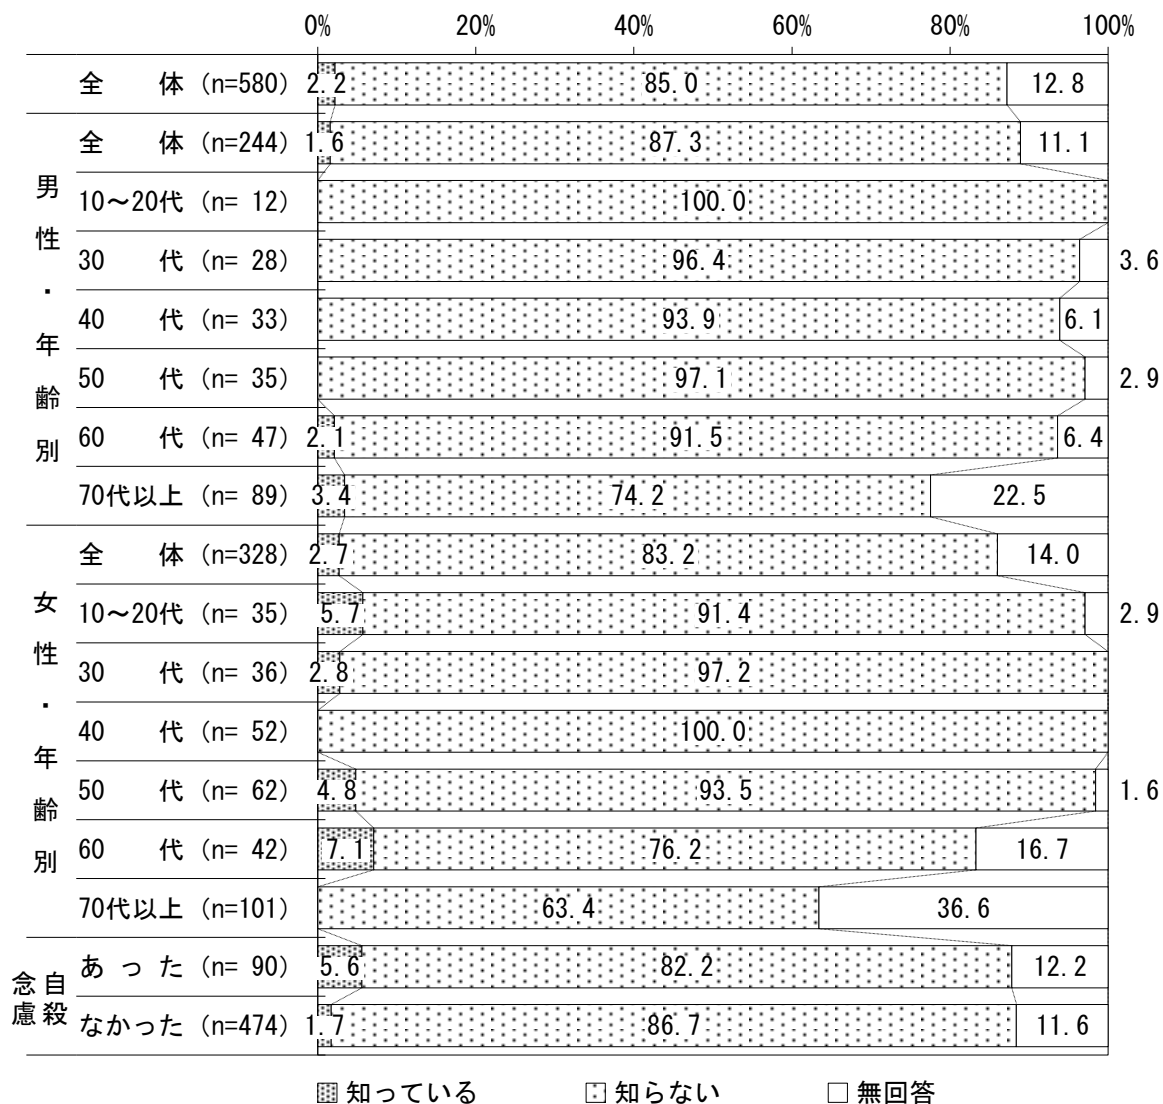 0% 20% 40% 60% 80% 100%
全 体 (n=580) 2.2 85.0 12.8
男性・年齢別
全 体 (n=244) 1.6 87.3 11.1
10～20代 (n= 12) 100.0
30 代 (n= 28) 96.4 3.6
40 代 (n= 33) 93.9 6.1
50 代 (n= 35) 97.1 2.9
60 代 (n= 47) 2.1 91.5 6.4
70代以上 (n= 89) 3.4 74.2 22.5
女性・年齢別
全 体 (n=328) 2.7 83.2 14.0
10～20代 (n= 35) 5.7 91.4 2.9
30 代 (n= 36) 2.8 97.2
40 代 (n= 52) 100.0
50 代 (n= 62) 4.8 93.5 1.6
60 代 (n= 42) 7.1 76.2 16.7
70代以上 (n=101) 63.4 36.6
自殺念慮
あった (n= 90) 5.6 82.2 12.2
なかった (n=474) 1.7 86.7 11.6
知っている 知らない 無回答